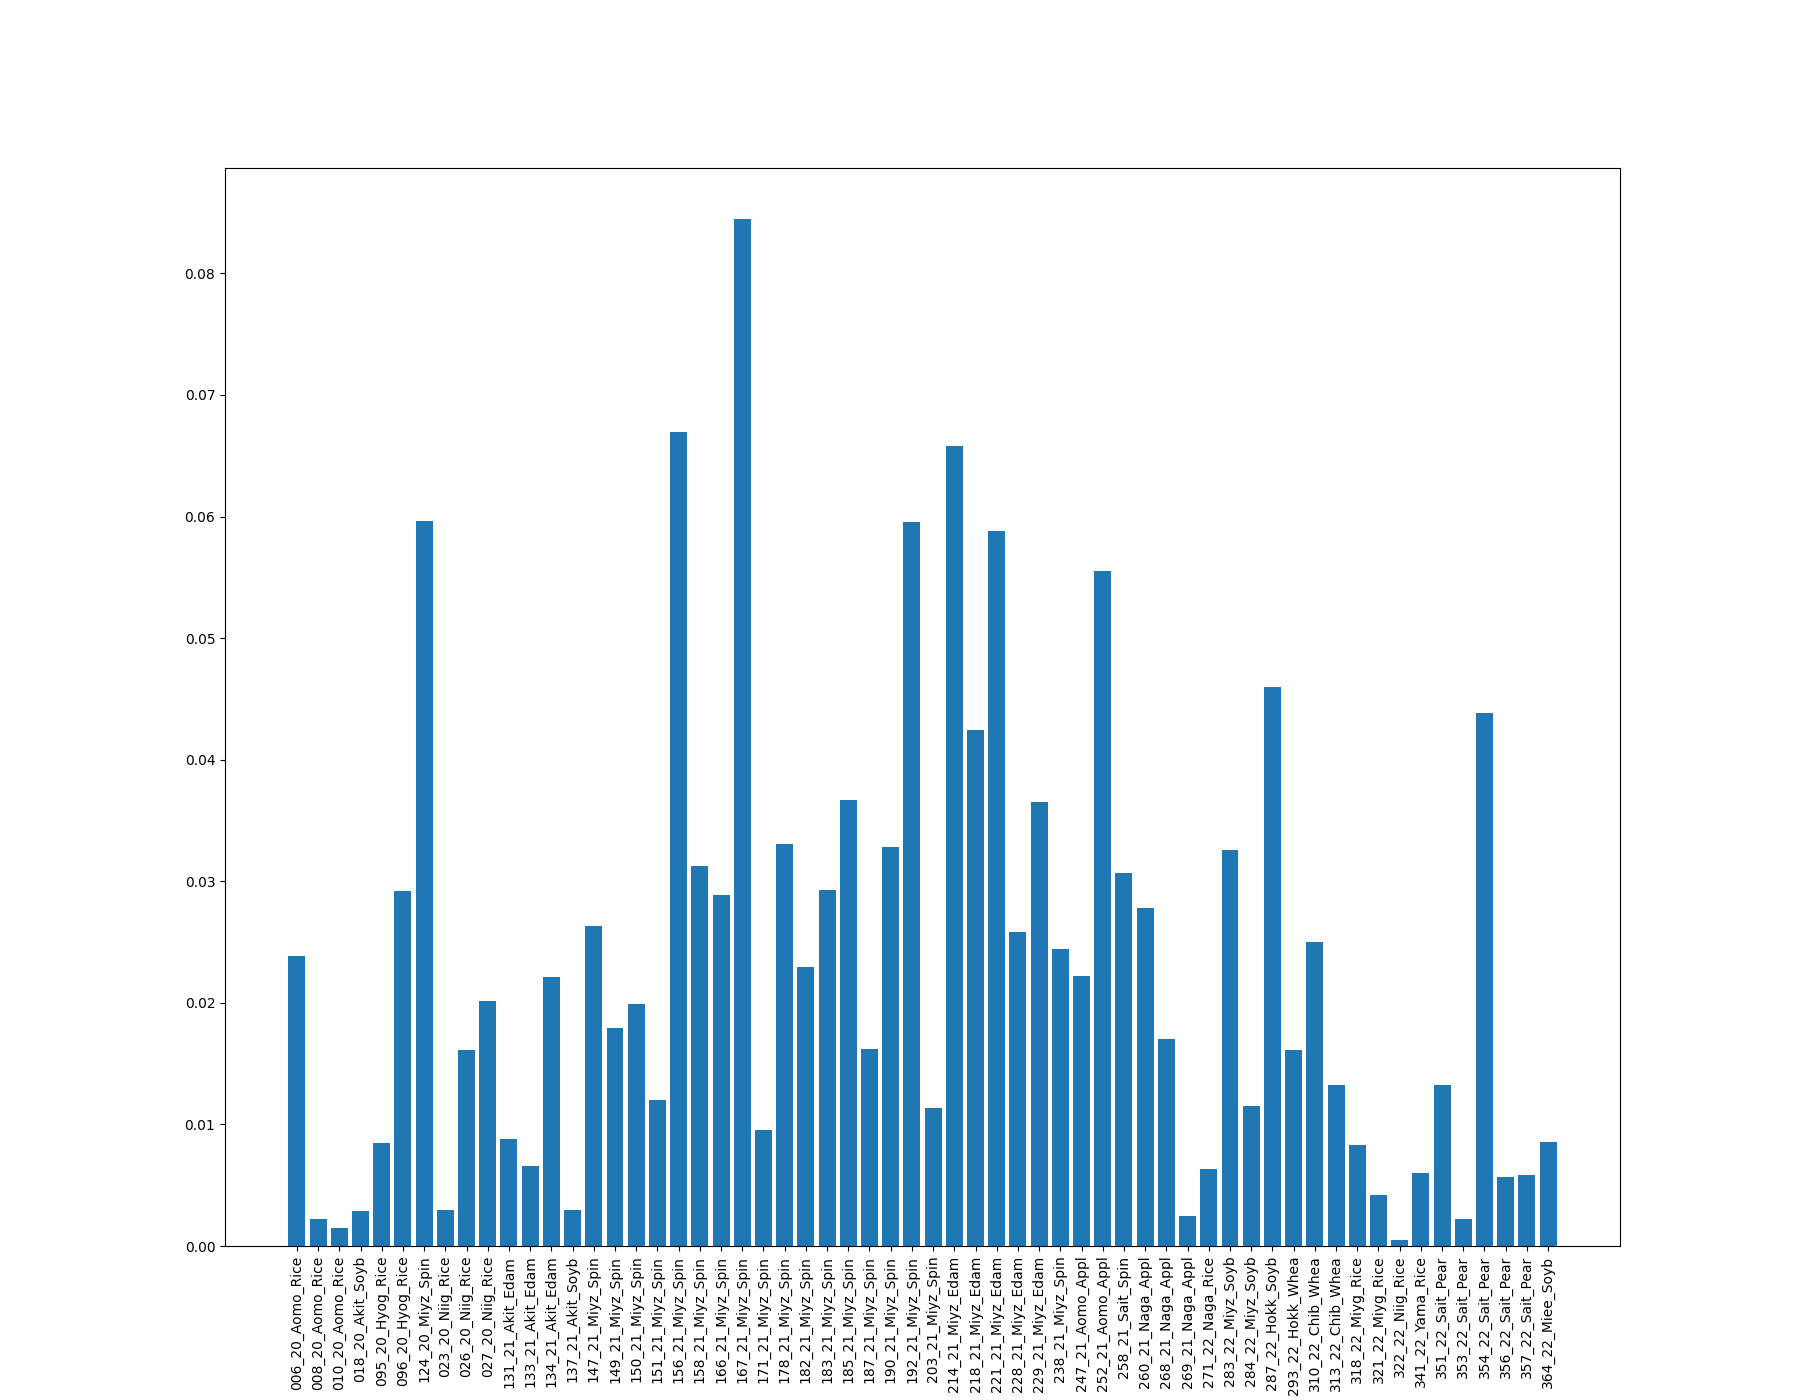 0.08
0.07
0.06
0.05
0.04
0.03
0.02
0.01
0.00
006_20_Aomo_Rice
008_20_Aomo_Rice
010_20_Aomo_Rice
018_20_Akit_Soyb
095_20_Hyog_Rice
096_20_Hyog_Rice
124_20_Miyz_Spin
023_20_Niig_Rice
026_20_Niig_Rice
027_20_Niig_Rice
131_21_Akit_Edam
133_21_Akit_Edam
134_21_Akit_Edam
137_21_Akit_Soyb
147_21_Miyz_Spin
149_21_Miyz_Spin
150_21_Miyz_Spin
151_21_Miyz_Spin
156_21_Miyz_Spin
158_21_Miyz_Spin
166_21_Miyz_Spin
167_21_Miyz_Spin
171_21_Miyz_Spin
178_21_Miyz_Spin
182_21_Miyz_Spin
183_21_Miyz_Spin
185_21_Miyz_Spin
187_21_Miyz_Spin
190_21_Miyz_Spin
192_21_Miyz_Spin
203_21_Miyz_Spin
214_21_Miyz_Edam
218_21_Miyz_Edam
221_21_Miyz_Edam
228_21_Miyz_Edam
229_21_Miyz_Edam
238_21_Miyz_Spin
247_21_Aomo_Appl
252_21_Aomo_Appl
258_21_Sait_Spin
260_21_Naga_Appl
268_21_Naga_Appl
269_21_Naga_Appl
271_22_Naga_Rice
283_22_Miyz_Soyb
284_22_Miyz_Soyb
287_22_Hokk_Soyb
293_22_Hokk_Whea
310_22_Chib_Whea
313_22_Chib_Whea
318_22_Miyg_Rice
321_22_Miyg_Rice
322_22_Niig_Rice
341_22_Yama_Rice
351_22_Sait_Pear
353_22_Sait_Pear
354_22_Sait_Pear
356_22_Sait_Pear
357_22_Sait_Pear
364_22_Miee_Soyb